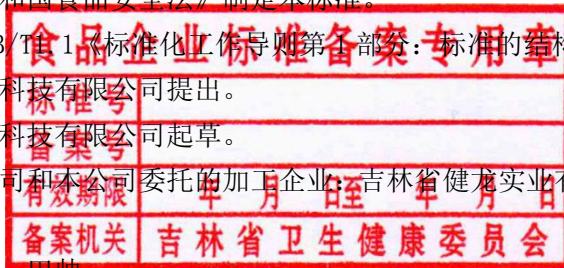 和国食品安全法》制定本标准。
食品企业标准备案专用章
/T1.1《标准化工作导则第1部分：标准的结构
标准号
科技有限公司提出。
备案号
科技有限公司起草。
有效期限 年 月 日至 年 月 日
司和本公司委托的加工企业：吉林省健龙实业有
备案机关 吉林省卫生健康委员会